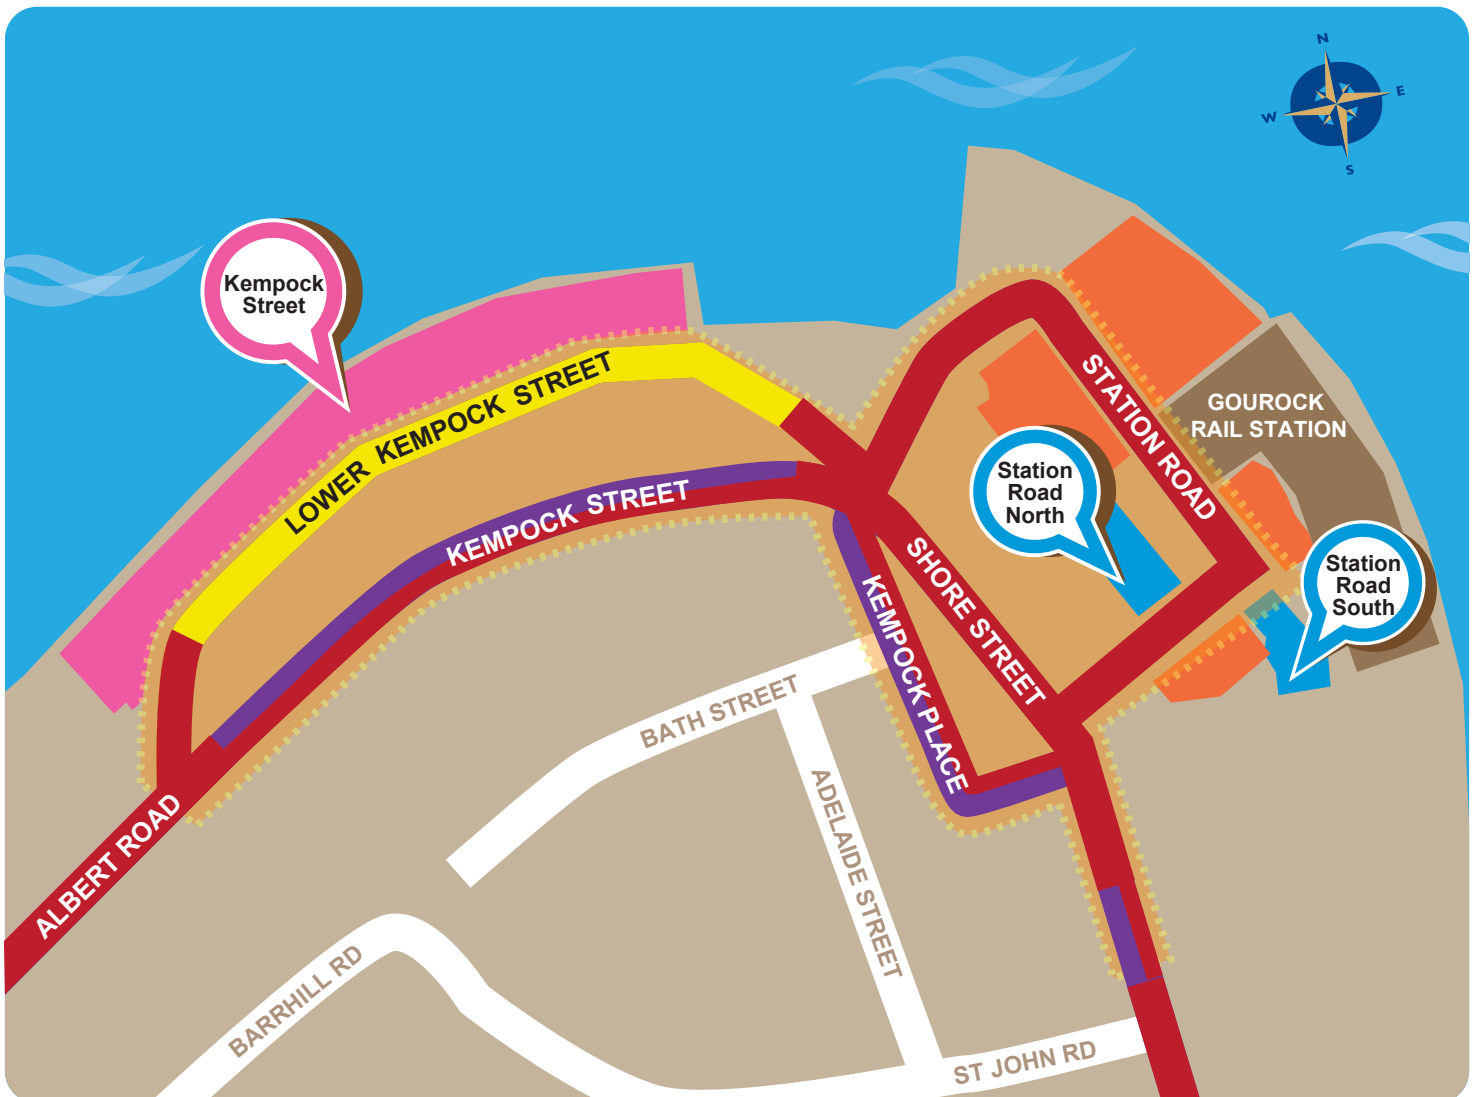 N
E
W
S
Kempock
Street
LOWER KEMPOCK STREET
KEMPOCK STREET
STATION ROAD
GOUROCK
RAIL STATION
Station
Road
North
Station
Road
South
SHORE STREET
KEMPOCK PLACE
BATH STREET
ADELAIDE STREET
ALBERT ROAD
BARRHILL RD
ST JOHN RD